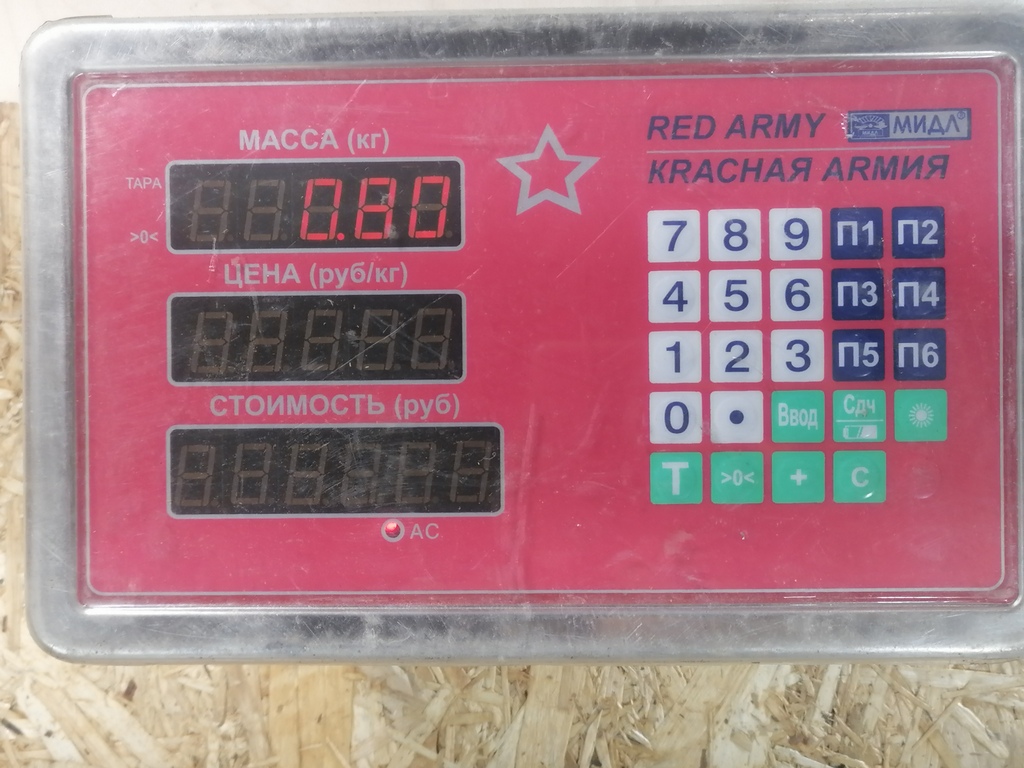 МАССА (кг)
ТАРА
0.80
>0<
ЦЕНА (руб/кг)
СТОИМОСТЬ (руб)
АС
RED ARMY МИДЛ®
КRАСНАЯ АRМИЯ
7 8 9 П1 П2
4 5 6 П3 П4
1 2 3 П5 П6
0 • Ввод Сдч
Т >0< + С